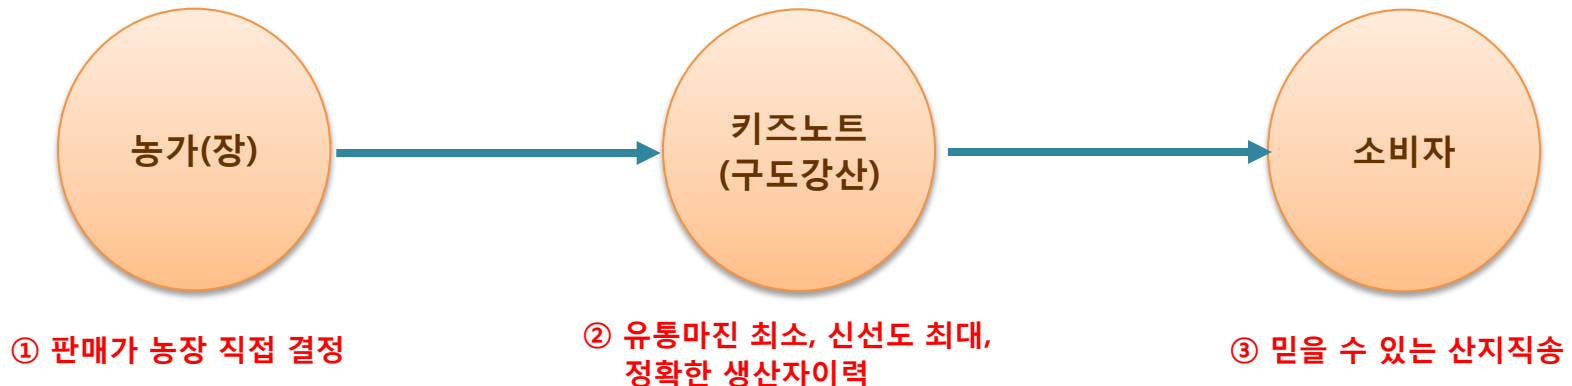 농가(장)
키즈노트
(구도강산)
소비자
① 판매가 농장 직접 결정
② 유통마진 최소, 신선도 최대,
정확한 생산자이력
③ 믿을 수 있는 산지직송